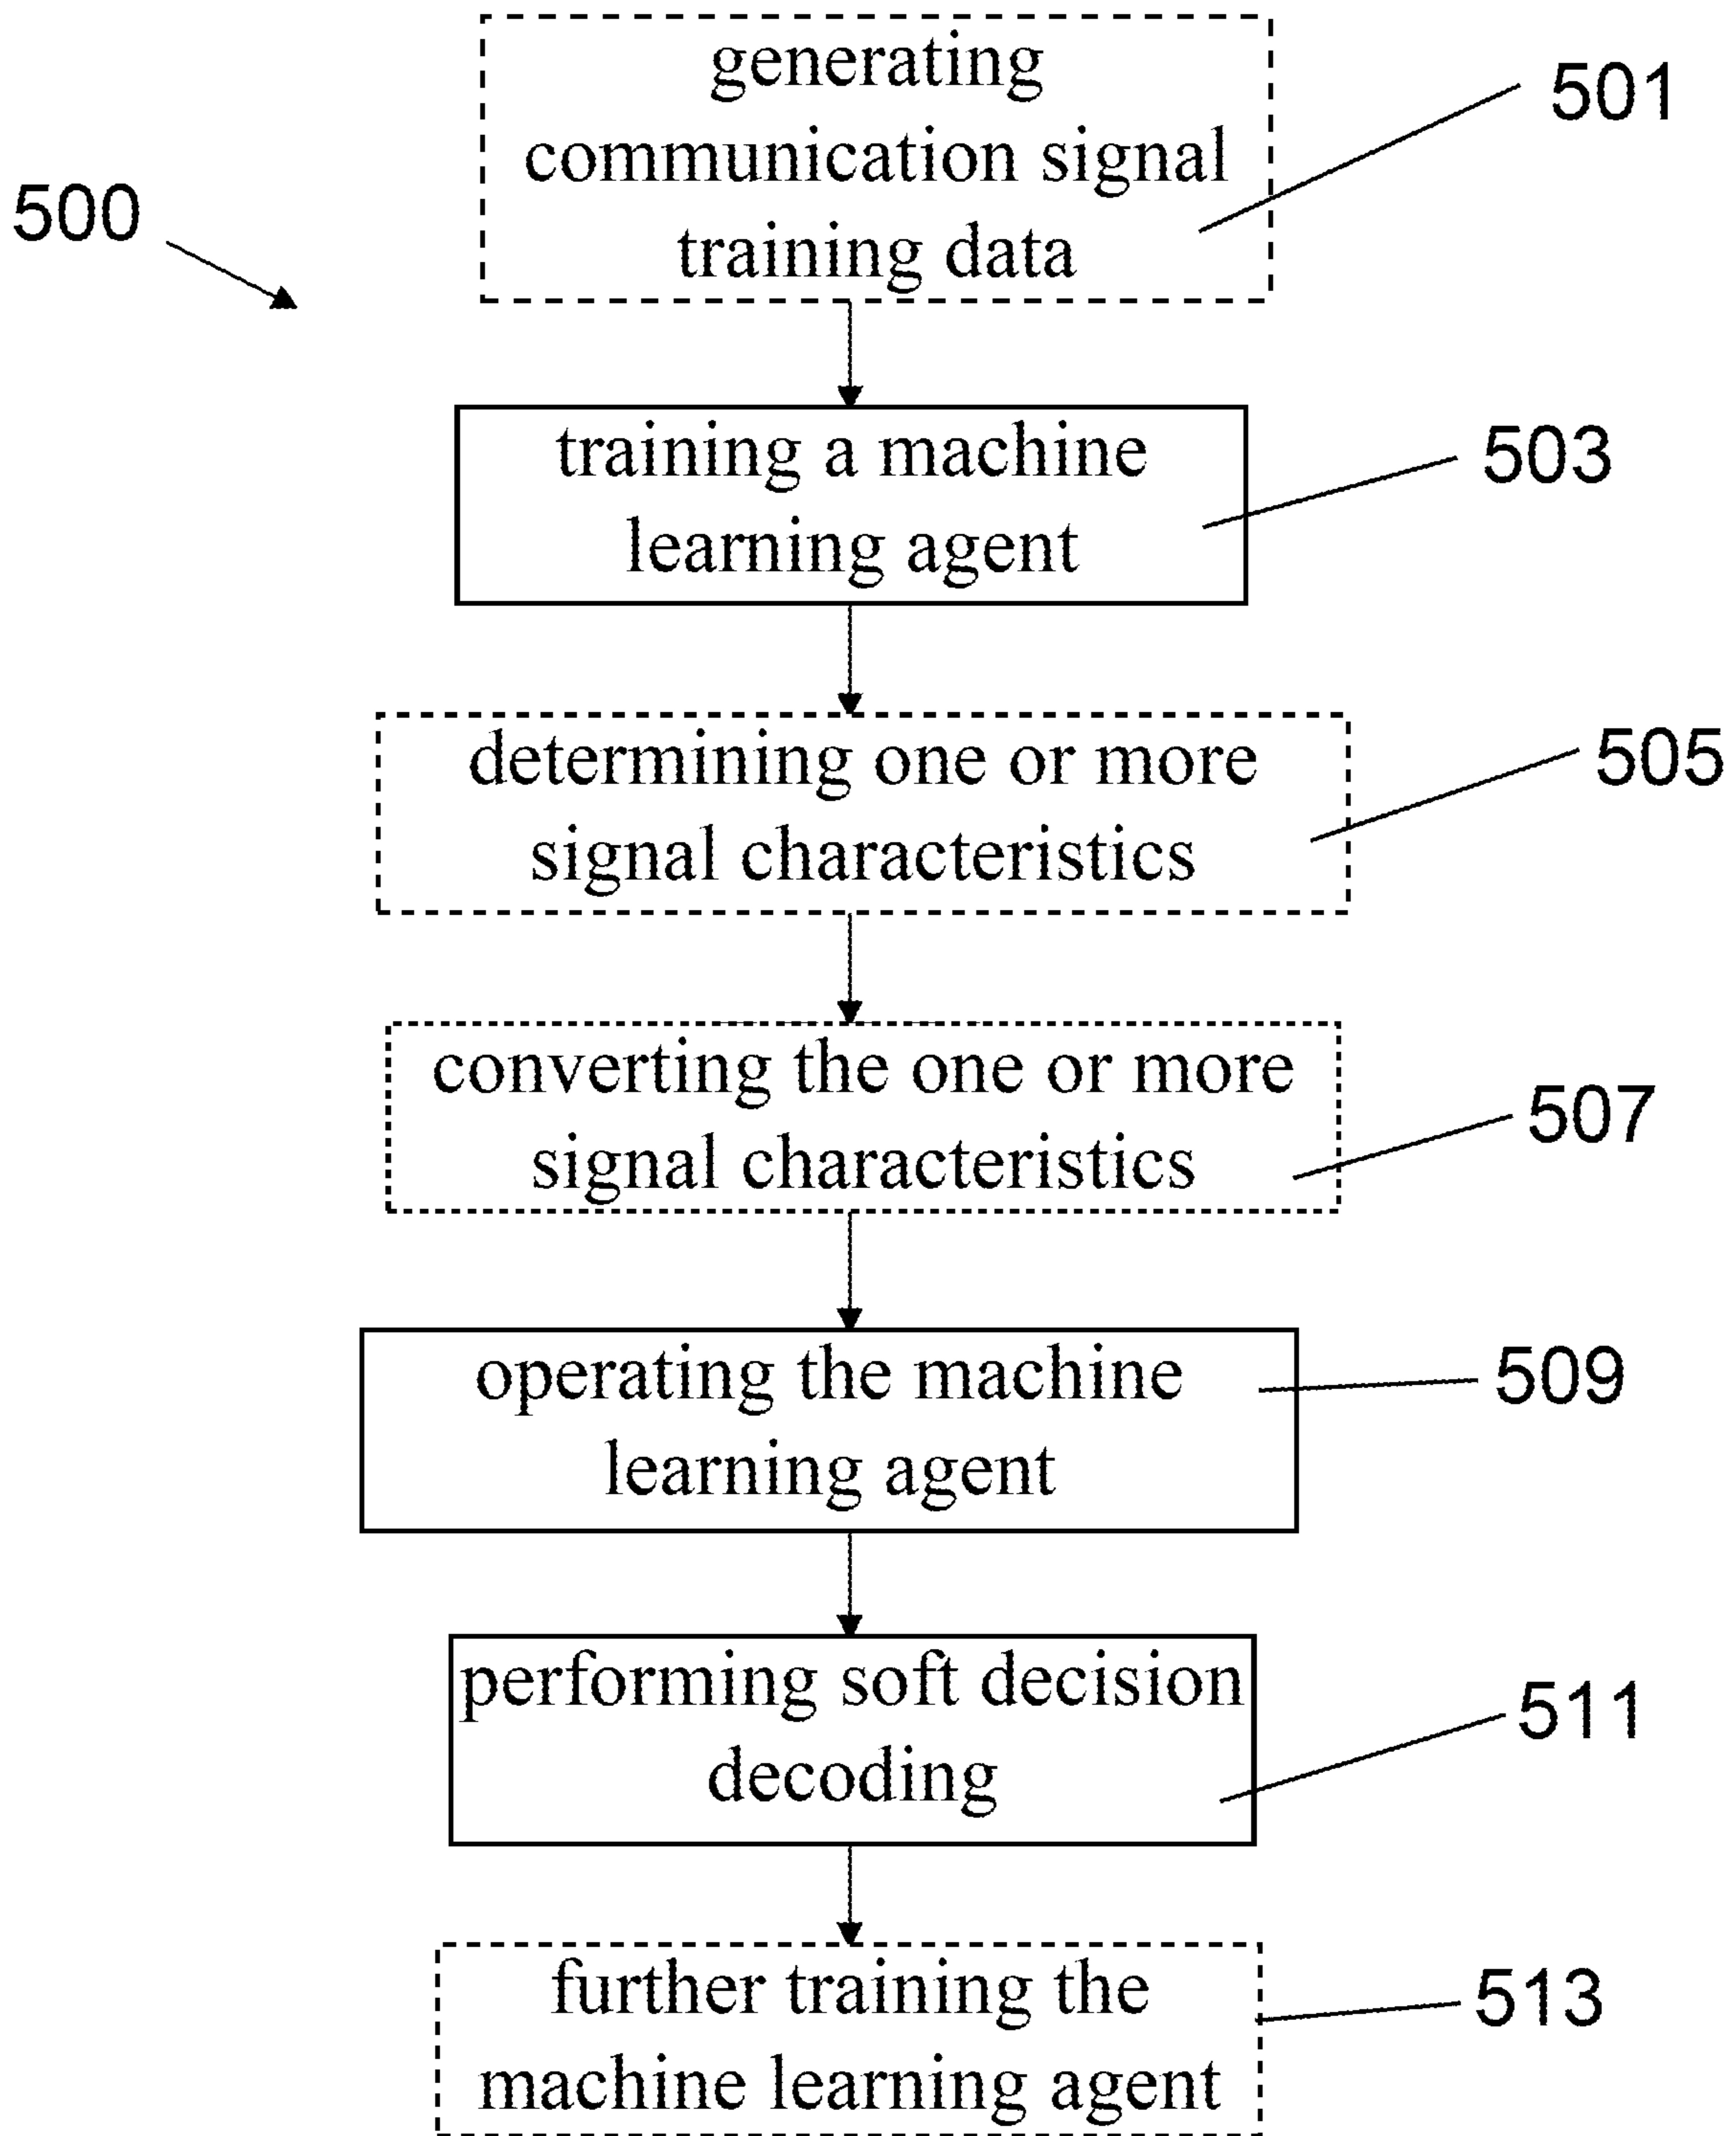 generating
communication signal
training data
501
500
training a machine
learning agent
503
determining one or more
signal characteristics
505
converting the one or more
signal characteristics
507
operating the machine
learning agent
509
performing soft decision
decoding
511
further training the
machine learning agent
513